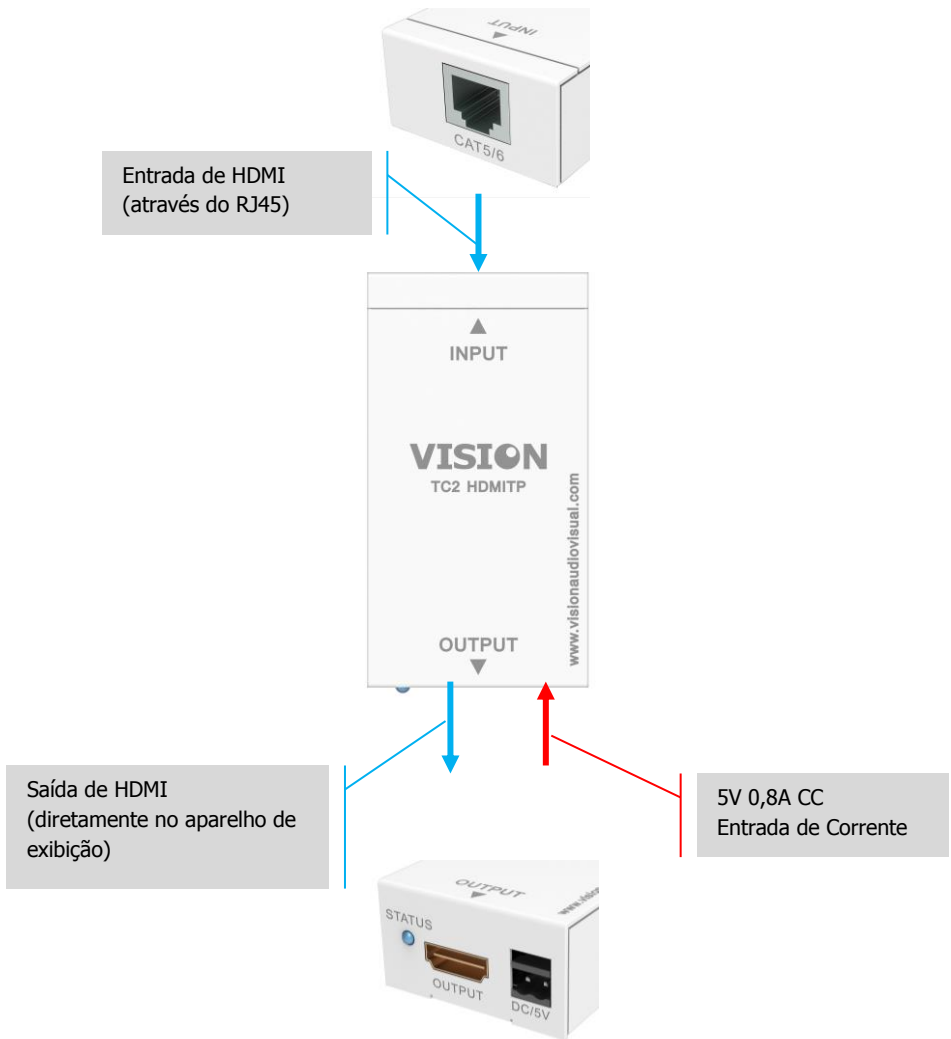 INPUT
CAT5/6
Entrada de HDMI
(através do RJ45)
INPUT
VISION
TC2 HDMITP
www.visionaudiovisual.com
OUTPUT
Saída de HDMI
(diretamente no aparelho de
exibição)
5V 0,8A CC
Entrada de Corrente
OUTPUT
STATUS
OUTPUT
DC/5V